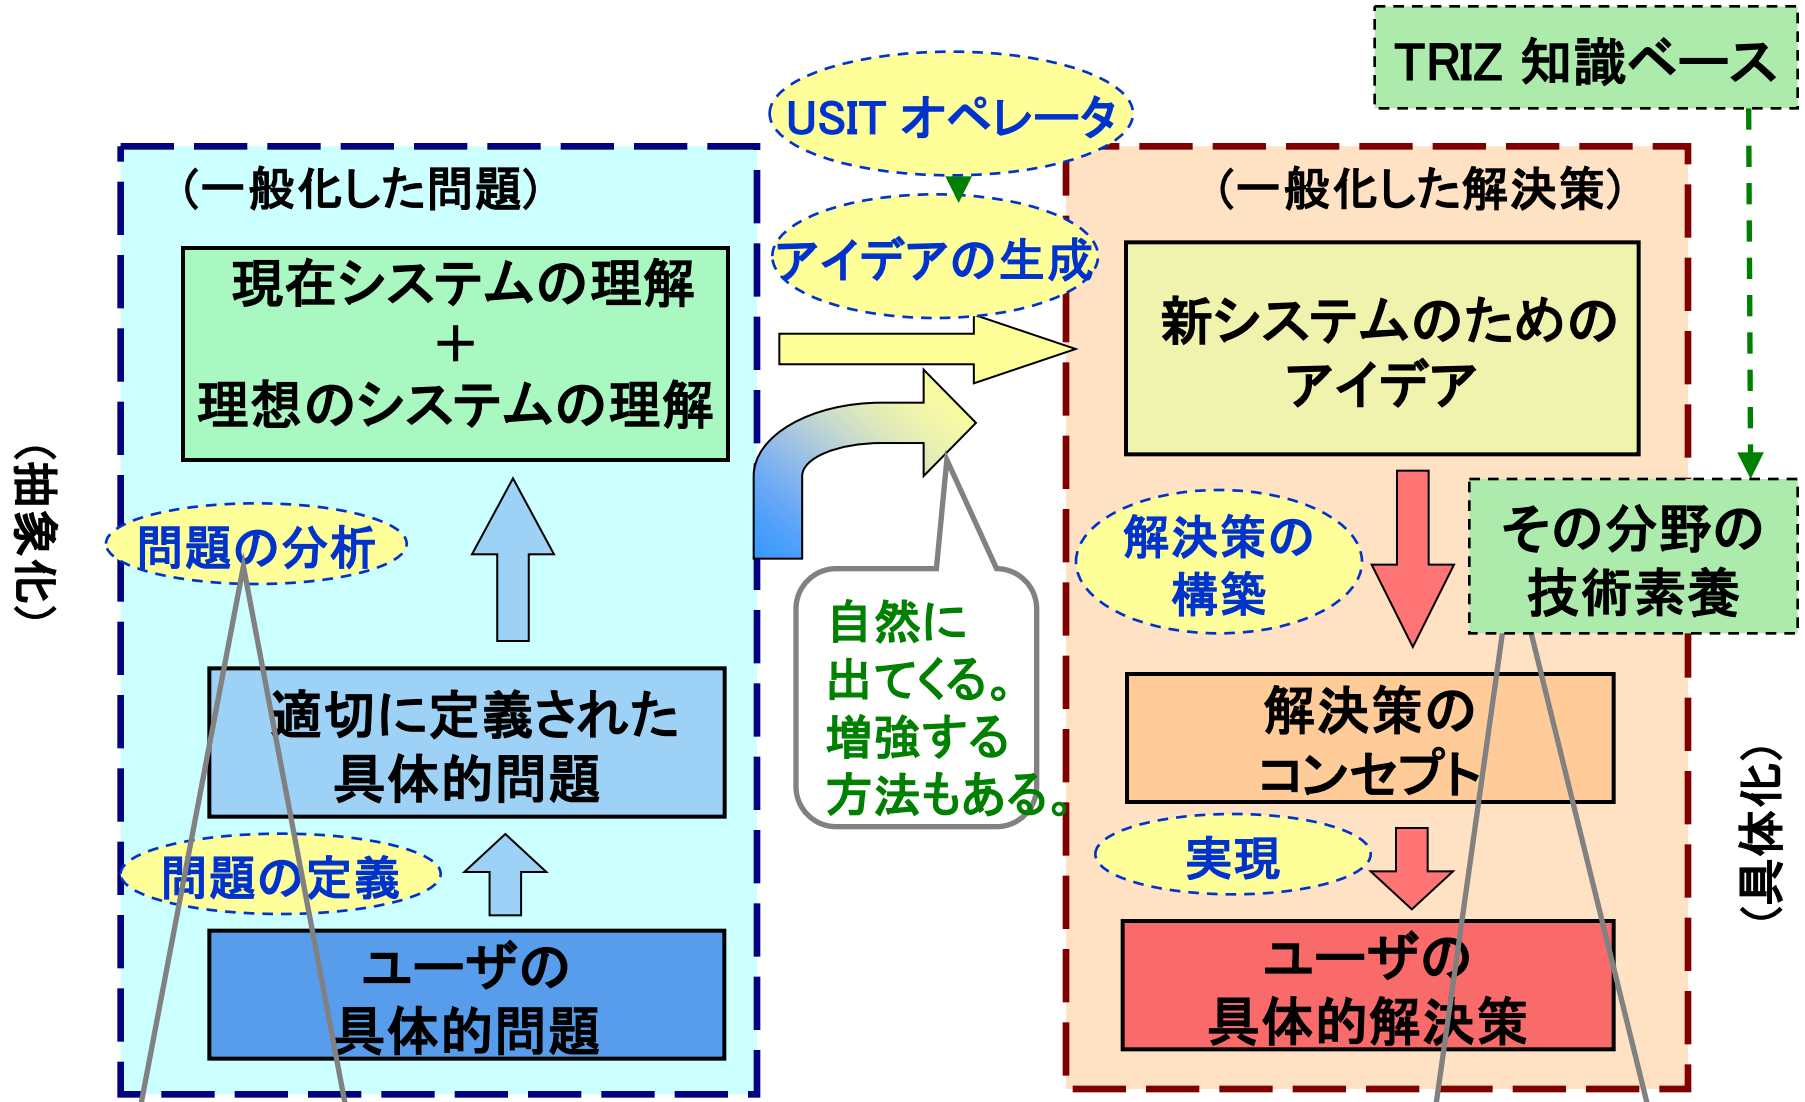 TRIZ 知識ベース
USIT オペレータ
(一般化した問題)
(一般化した解決策)
現在システムの理解
+
理想のシステムの理解
アイデアの生成
新システムのための
アイデア
(抽象化)
問題の分析
解決策の
構築
その分野の
技術素養
自然に
出てくる。
増強する
方法もある。
適切に定義された
具体的問題
解決策の
コンセプト
(具体化)
問題の定義
実現
ユーザの
具体的問題
ユーザの
具体的解決策